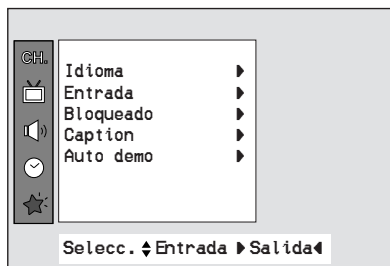 CH.
Idioma
Entrada
Bloqueado
Caption
Auto demo
Selecc. Entrada Salida